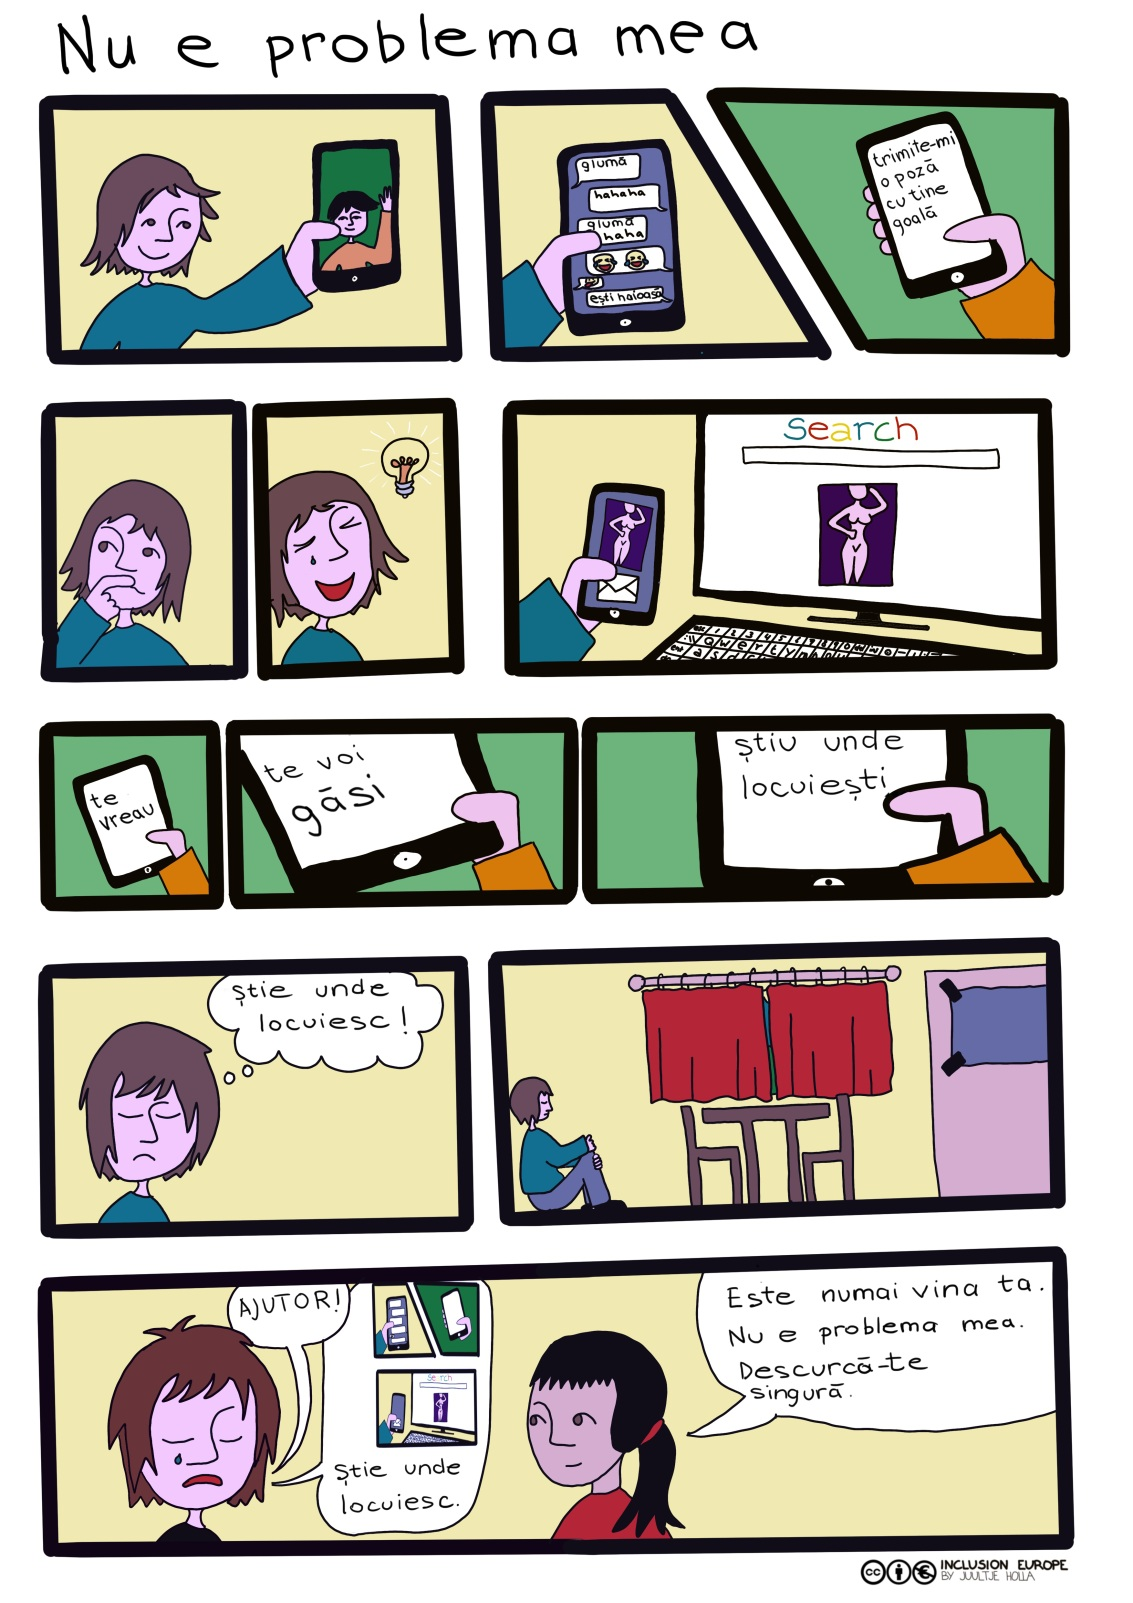 Nu e problema mea
glumă
hahaha
glumă
haha
ești haioasă
trimite-mi
o poză
cu tine
goală
Search
te
vreau
te voi
găsi
știu unde
locuiești
știe unde
locuiesc!
AJUTOR!
Search
Știe unde
locuiesc.
Este numai vina ta.
Nu e problema mea.
Descurcă-te
singură.
cc
INCLUSION EUROPE
BY JUULTJE HOLLA